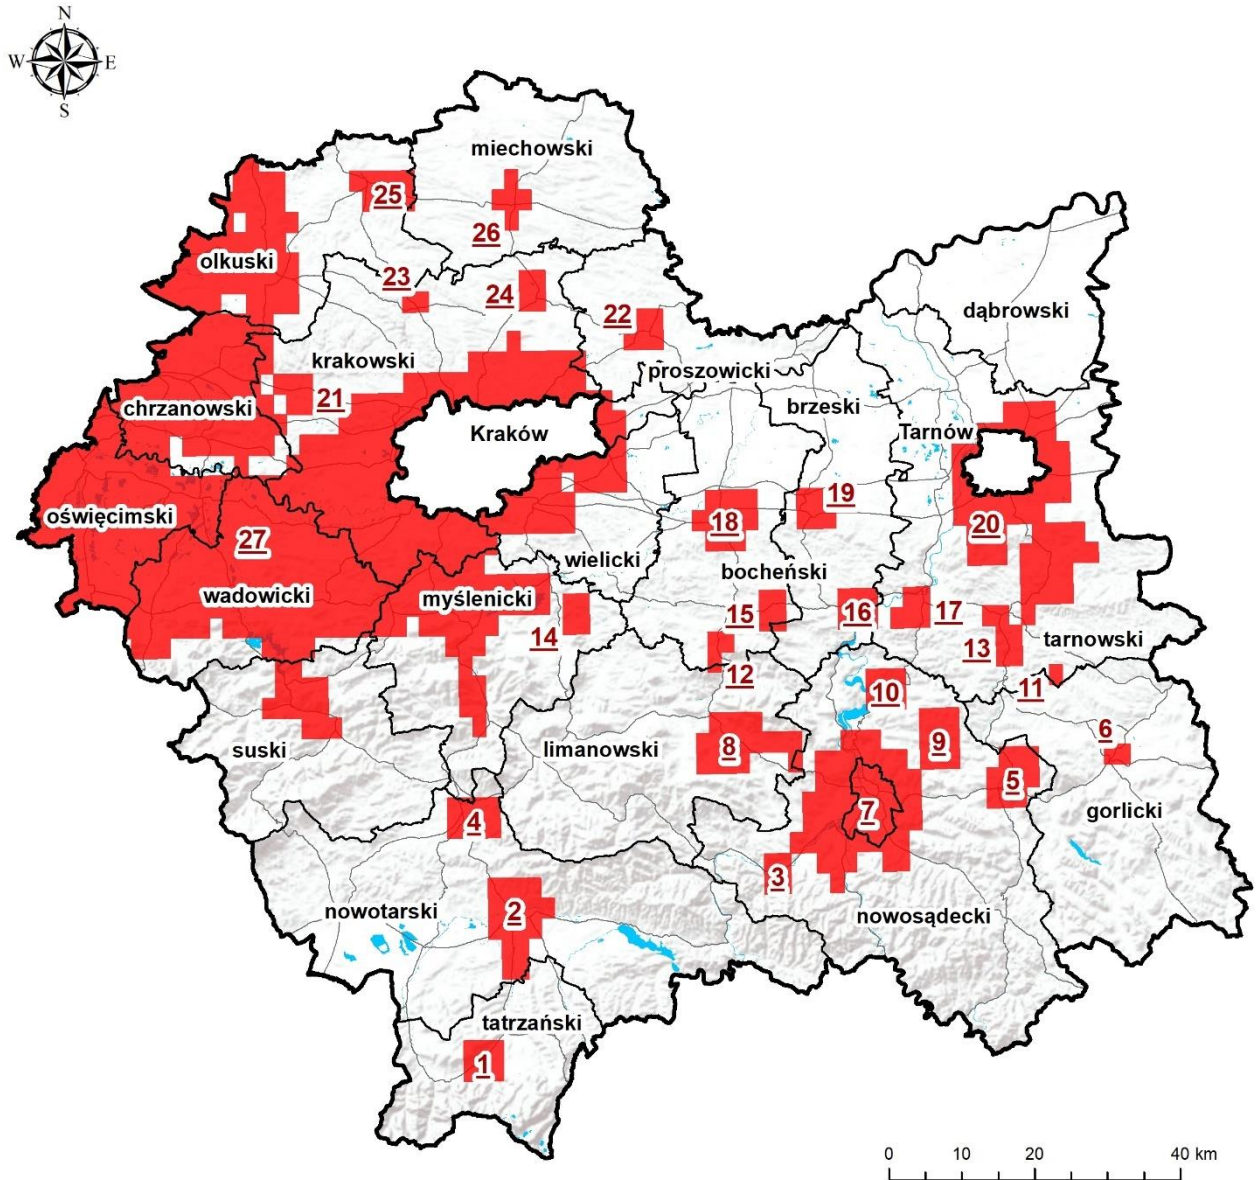 N
W E
S
miechowski
25
26
olkuski
23
24
dąbrowski
22
krakowski
proszowicki
21
chrzanowski
brzeski
Kraków
Tarnów
19
oświęcimski
18
20
27
wielicki
bocheński
wadowicki
myślenicki
15
16
17
14
13
tarnowski
12
11
10
6
suski
limanowski
8
9
5
7
gorlicki
4
3
nowotarski
2
nowosądecki
tatrzański
1
0 10 20 40 km